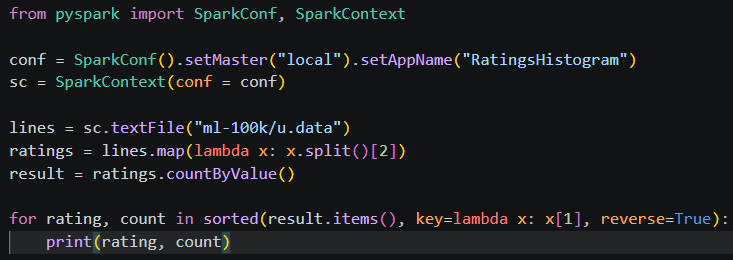 from pyspark import SparkConf, SparkContext
conf = SparkConf().setMaster("local").setAppName("RatingsHistogram")
sc = SparkContext(conf = conf)
lines = sc.textFile("ml-100k/u.data")
ratings = lines.map(lambda x: x.split()[2])
result = ratings.countByValue()
for rating, count in sorted(result.items(), key=lambda x: x[1], reverse=True):
    print(rating, count)